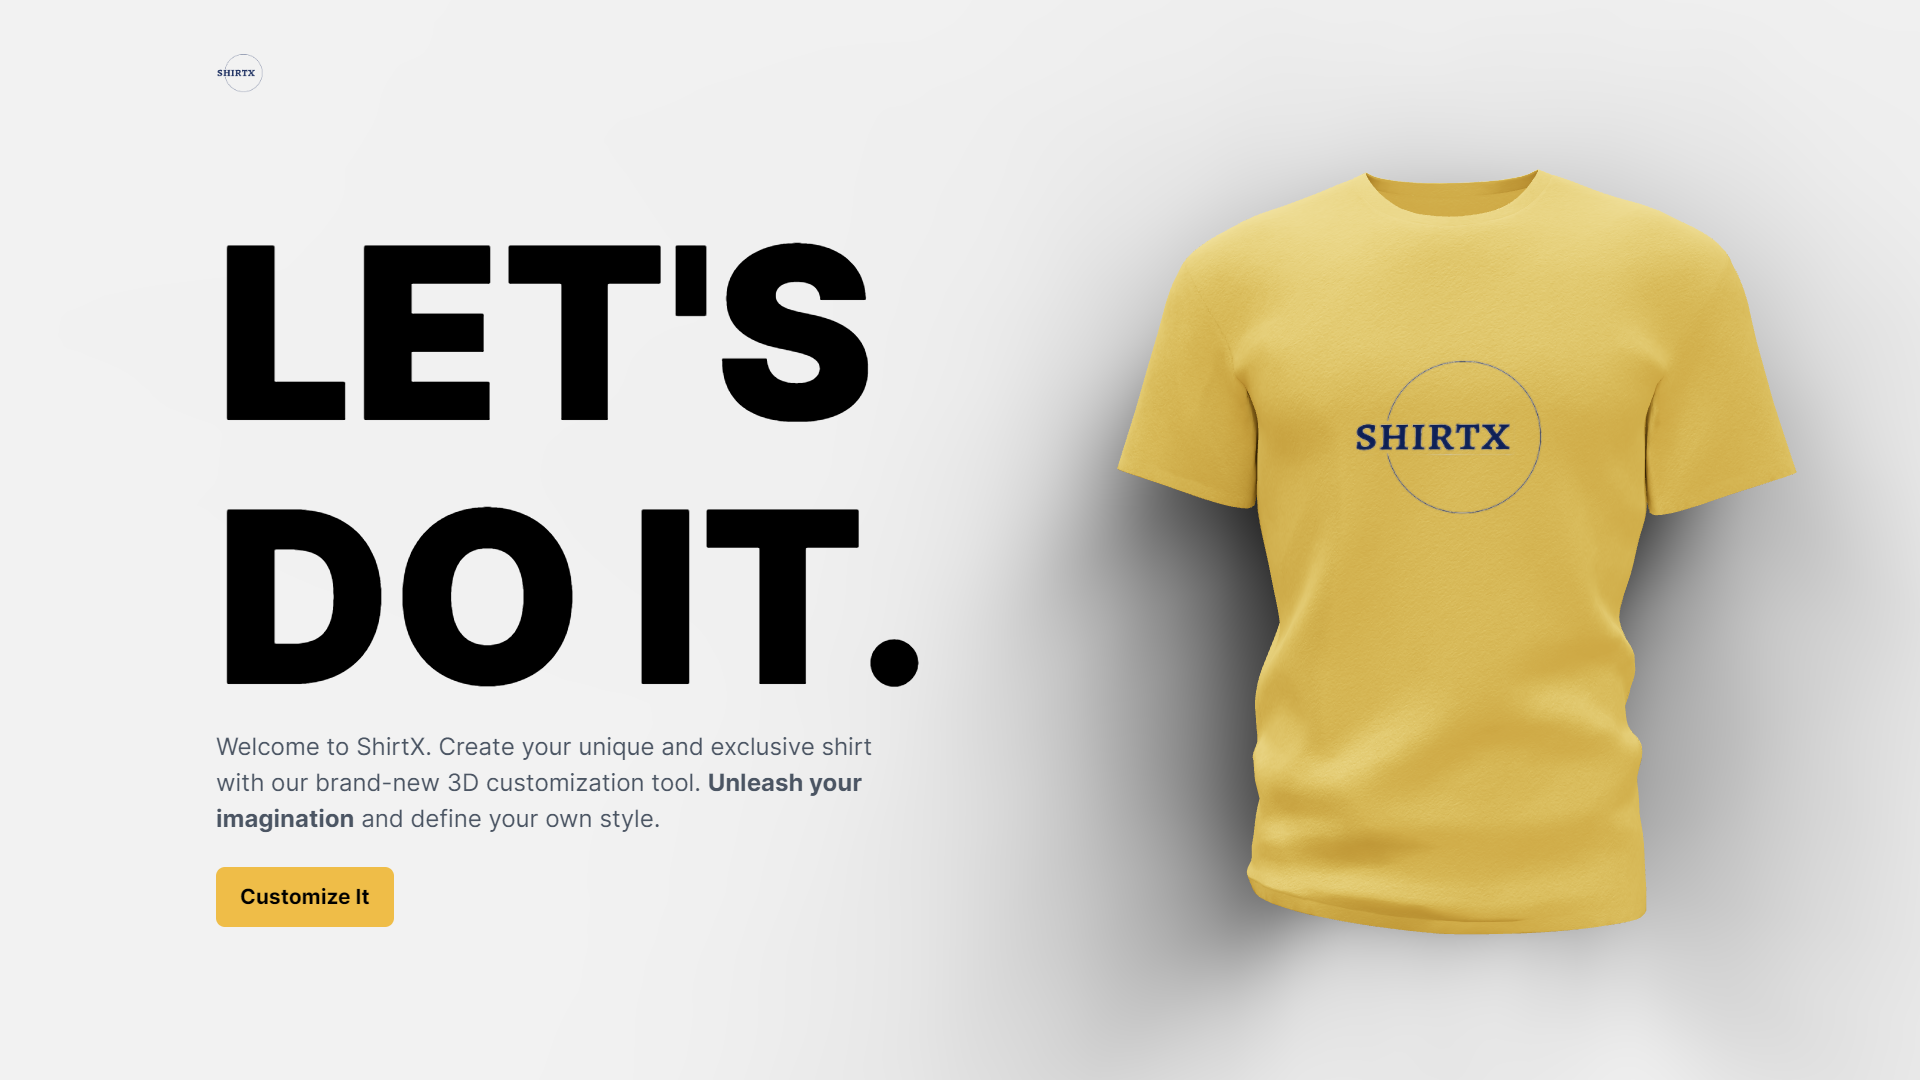 SHIRTX
LET'S
DO IT.
Welcome to ShirtX. Create your unique and exclusive shirt
with our brand-new 3D customization tool. Unleash your
imagination and define your own style.
Customize It
SHIRTX